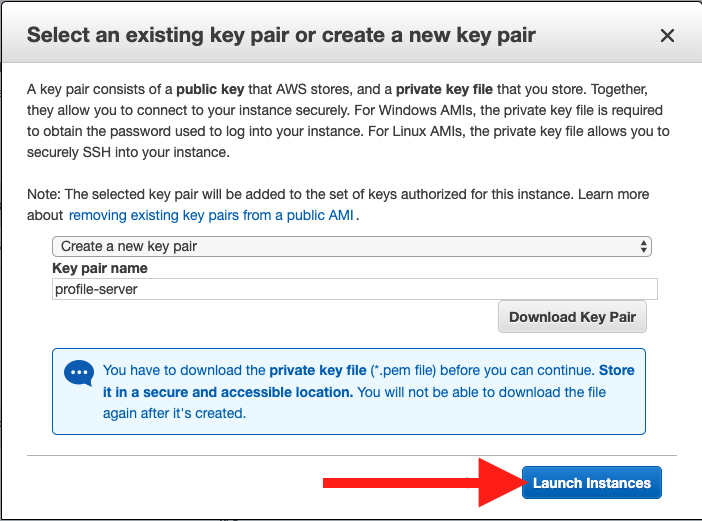 Select an existing key pair or create a new key pair
A key pair consists of a public key that AWS stores, and a private key file that you store. Together,
they allow you to connect to your instance securely. For Windows AMIs, the private key file is required
to obtain the password used to log into your instance. For Linux AMIs, the private key file allows you to
securely SSH into your instance.
Note: The selected key pair will be added to the set of keys authorized for this instance. Learn more
about removing existing key pairs from a public AMI.
Create a new key pair
Key pair name
profile-server
Download Key Pair
You have to download the private key file (*.pem file) before you can continue. Store
it in a secure and accessible location. You will not be able to download the file
again after it's created.
Launch Instances